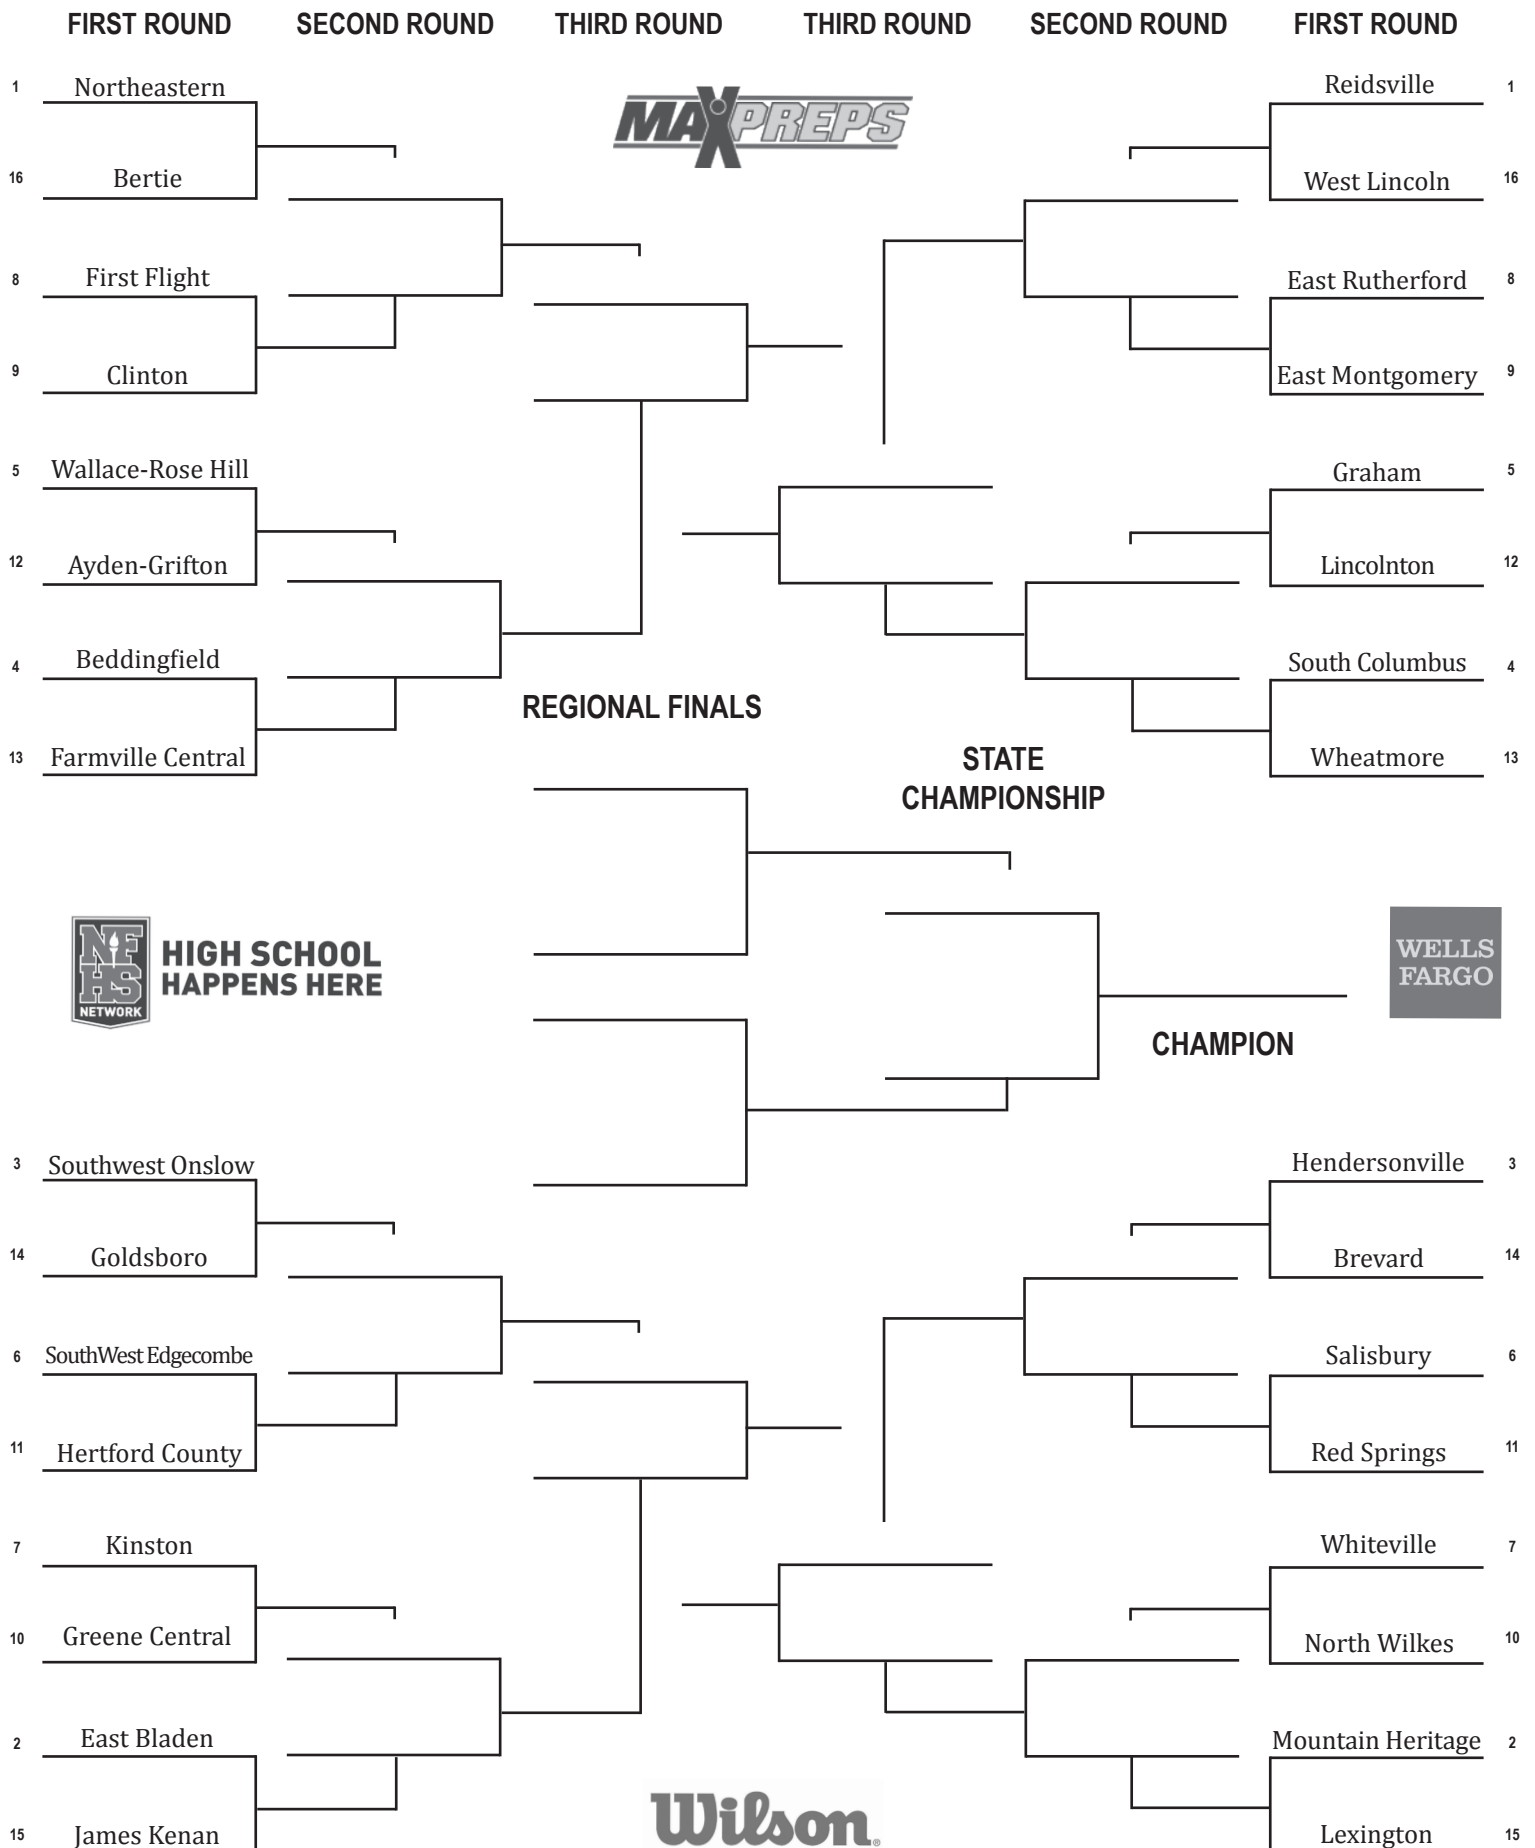 FIRST ROUND SECOND ROUND THIRD ROUND THIRD ROUND SECOND ROUND FIRST ROUND
1 Northeastern
16 Bertie
8 First Flight
9 Clinton
5 Wallace-Rose Hill
12 Ayden-Grifton
4 Beddingfield
13 Farmville Central
MAXPREPS
Reidsville 1
West Lincoln 16
East Rutherford 8
East Montgomery 9
Graham 5
Lincolnton 12
South Columbus 4
Wheatmore 13
REGIONAL FINALS
STATE
CHAMPIONSHIP
NF
HS
NETWORK
HIGH SCHOOL
HAPPENS HERE
WELLS
FARGO
CHAMPION
3 Southwest Onslow
14 Goldsboro
6 SouthWest Edgecombe
11 Hertford County
7 Kinston
10 Greene Central
2 East Bladen
15 James Kenan
Hendersonville 3
Brevard 14
Salisbury 6
Red Springs 11
Whiteville 7
North Wilkes 10
Mountain Heritage 2
Lexington 15
Wilson®